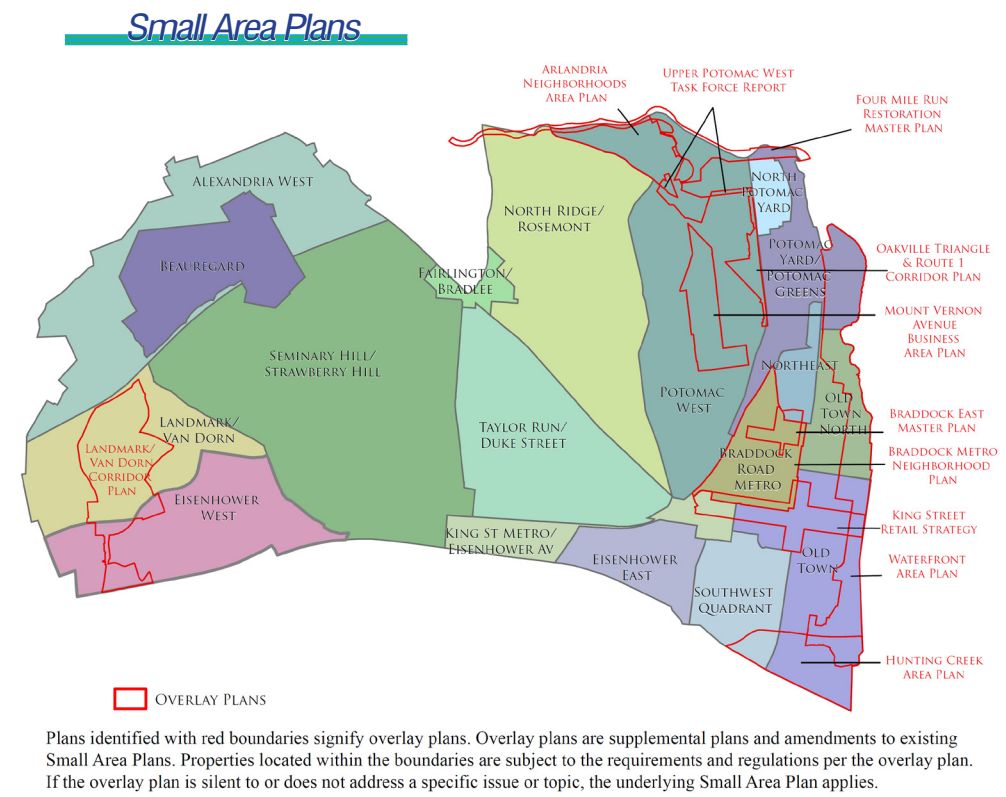 Small Area Plans
Arlandria
Neighborhoods
Area Plan
Upper Potomac West
Task Force Report
Four Mile Run
Restoration
Master Plan
Alexandria West
North
Potomac
Yard
North Ridge/
Rosemont
Beauregard
Fairlington/
Bradlee
Potomac
Yard/
Potomac
Greens
Oakville Triangle
& Route 1
Corridor Plan
Mount Vernon
Avenue
Business
Area Plan
Seminary Hill/
Strawberry Hill
Northeast
Potomac
West
Old
Town
North
Braddock East
Master Plan
Landmark/
Van Dorn
Taylor Run/
Duke Street
Landmark/
Van Dorn
Corridor
Plan
Braddock
Road
Metro
Braddock Metro
Neighborhood
Plan
Eisenhower
West
King Street
Retail Strategy
King St Metro/
Eisenhower Av
Eisenhower
East
Old
Town
Waterfront
Area Plan
Southwest
Quadrant
Hunting Creek
Area Plan
Overlay Plans
Plans identified with red boundaries signify overlay plans. Overlay plans are supplemental plans and amendments to existing
Small Area Plans. Properties located within the boundaries are subject to the requirements and regulations per the overlay plan.
If the overlay plan is silent to or does not address a specific issue or topic, the underlying Small Area Plan applies.